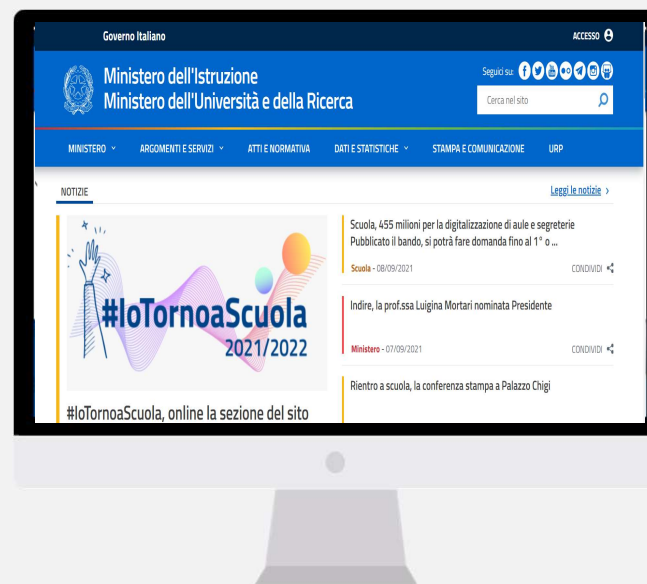 Governo Italiano
ACCESSO
Ministero dell'Istruzione
Ministero dell'Università e della Ricerca
Seguici su:
Cerca nel sito
MINISTERO
ARGOMENTI E SERVIZI
ATTI E NORMATIVA
DATI E STATISTICHE
STAMPA E COMUNICAZIONE
URP
NOTIZIE
Leggi le notizie
#IoTornoaScuola
2021/2022
#IoTornoaScuola, online la sezione del sito
Scuola, 455 milioni per la digitalizzazione di aule e segreterie
Pubblicato il bando, si potrà fare domanda fino al 1° o ...
Scuola - 08/09/2021
CONDIVIDI
Indire, la prof.ssa Luigina Mortari nominata Presidente
Ministero - 07/09/2021
CONDIVIDI
Rientro a scuola, la conferenza stampa a Palazzo Chigi